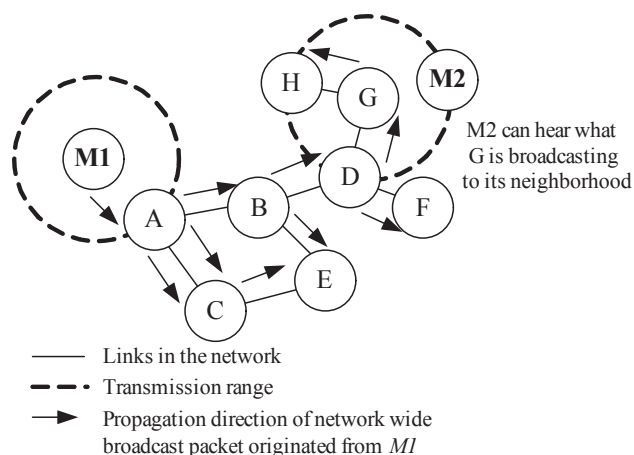 H
G
M2
M2 can hear what
G is broadcasting
to its neighborhood
M1
D
A
B
F
E
C
Links in the network
Transmission range
Propagation direction of network wide
broadcast packet originated from M1